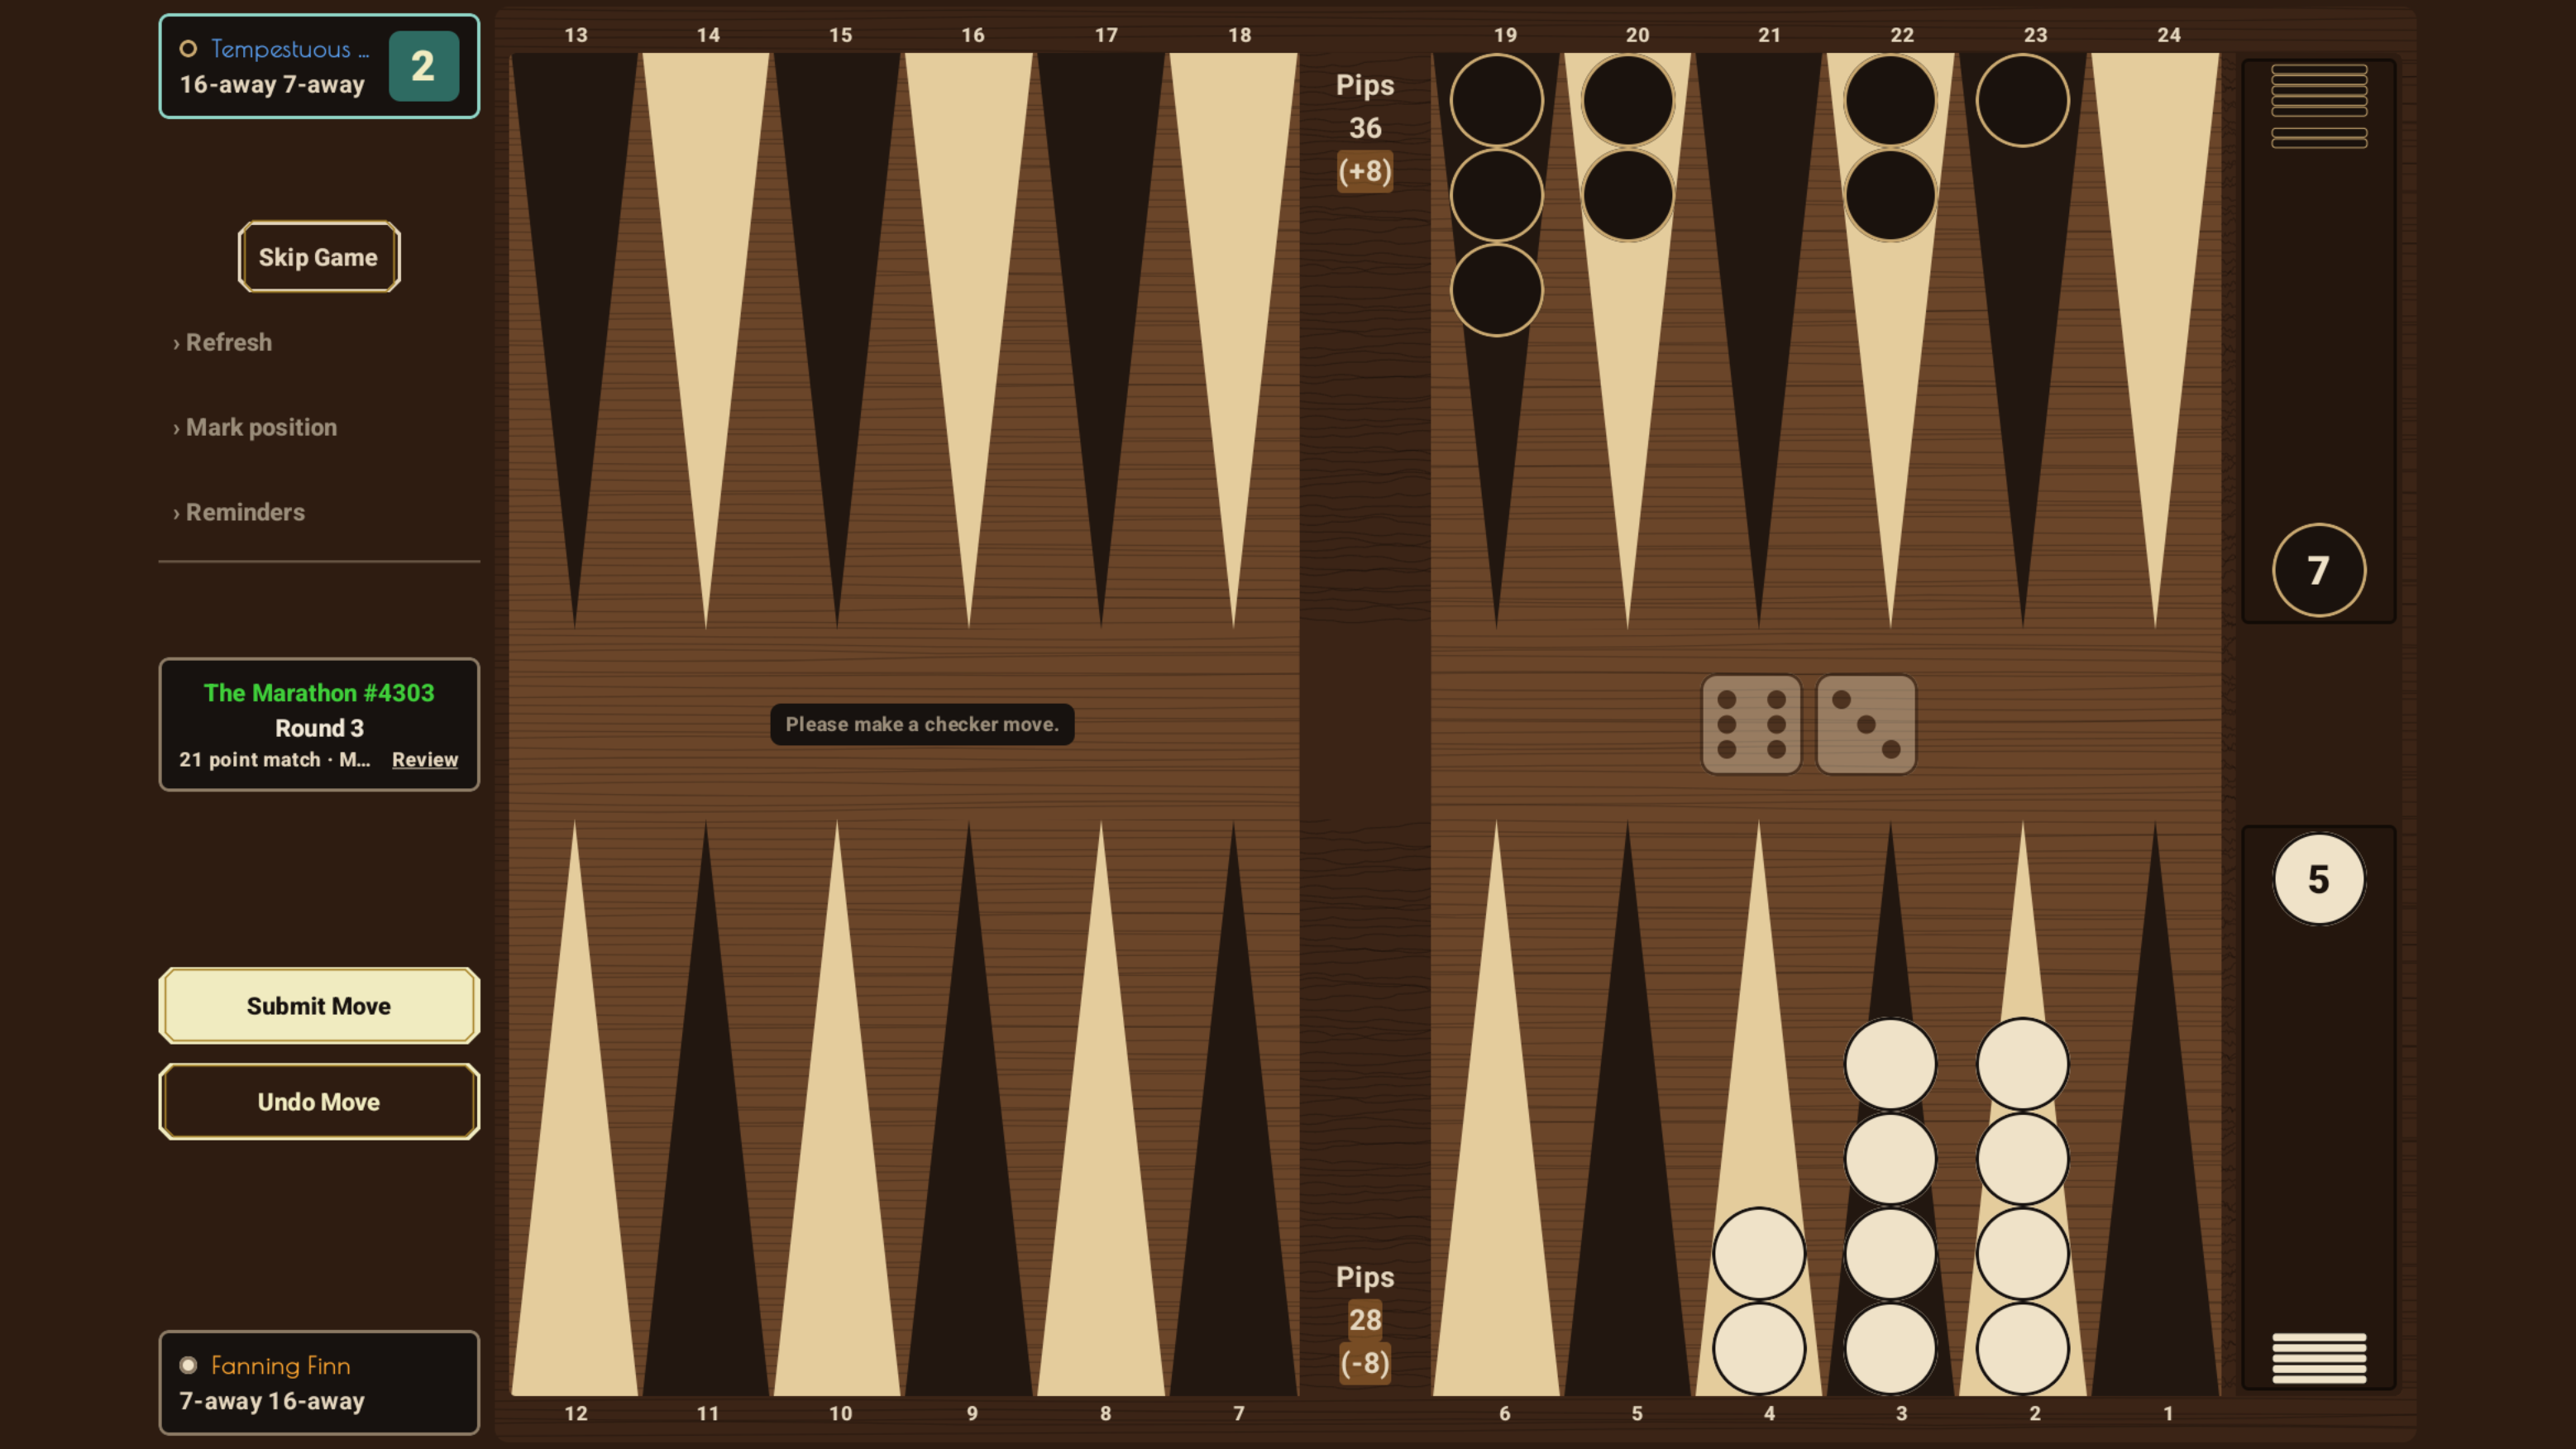 Tempestuous ...
16-away 7-away
2
Skip Game
› Refresh
› Mark position
› Reminders
The Marathon #4303
Round 3
21 point match · M... Review
Submit Move
Undo Move
Fanning Finn
7-away 16-away
13 14 15 16 17 18 19 20 21 22 23 24
Pips
36
(+8)
7
Please make a checker move.
5
Pips
28
(-8)
12 11 10 9 8 7 6 5 4 3 2 1